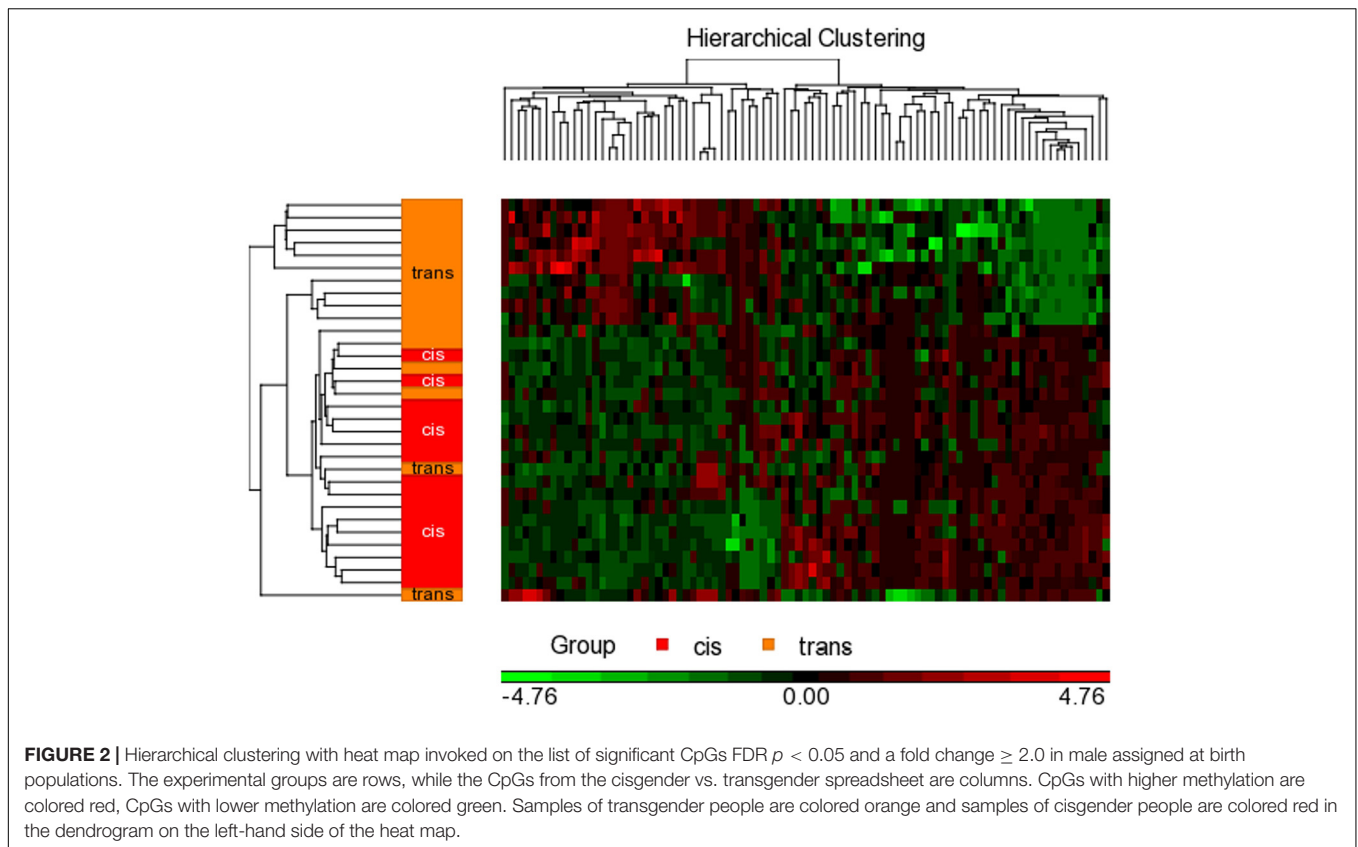 Hierarchical Clustering
trans
cis
cis
cis
trans
cis
trans
Group cis trans
-4.76 0.00 4.76
FIGURE 2 | Hierarchical clustering with heat map invoked on the list of significant CpGs FDR p < 0.05 and a fold change ≥ 2.0 in male assigned at birth
populations. The experimental groups are rows, while the CpGs from the cisgender vs. transgender spreadsheet are columns. CpGs with higher methylation are
colored red, CpGs with lower methylation are colored green. Samples of transgender people are colored orange and samples of cisgender people are colored red in
the dendrogram on the left-hand side of the heat map.